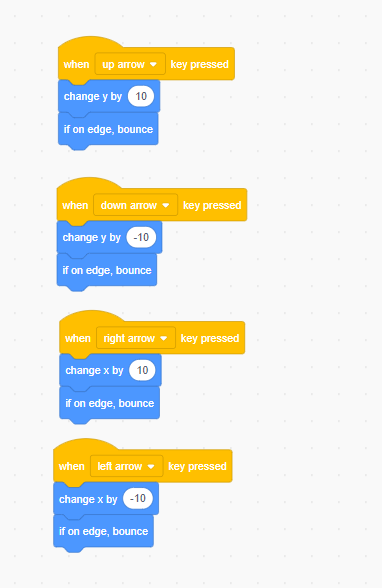 when up arrow key pressed
change y by 10
if on edge, bounce
when down arrow key pressed
change y by -10
if on edge, bounce
when right arrow key pressed
change x by 10
if on edge, bounce
when left arrow key pressed
change x by -10
if on edge, bounce